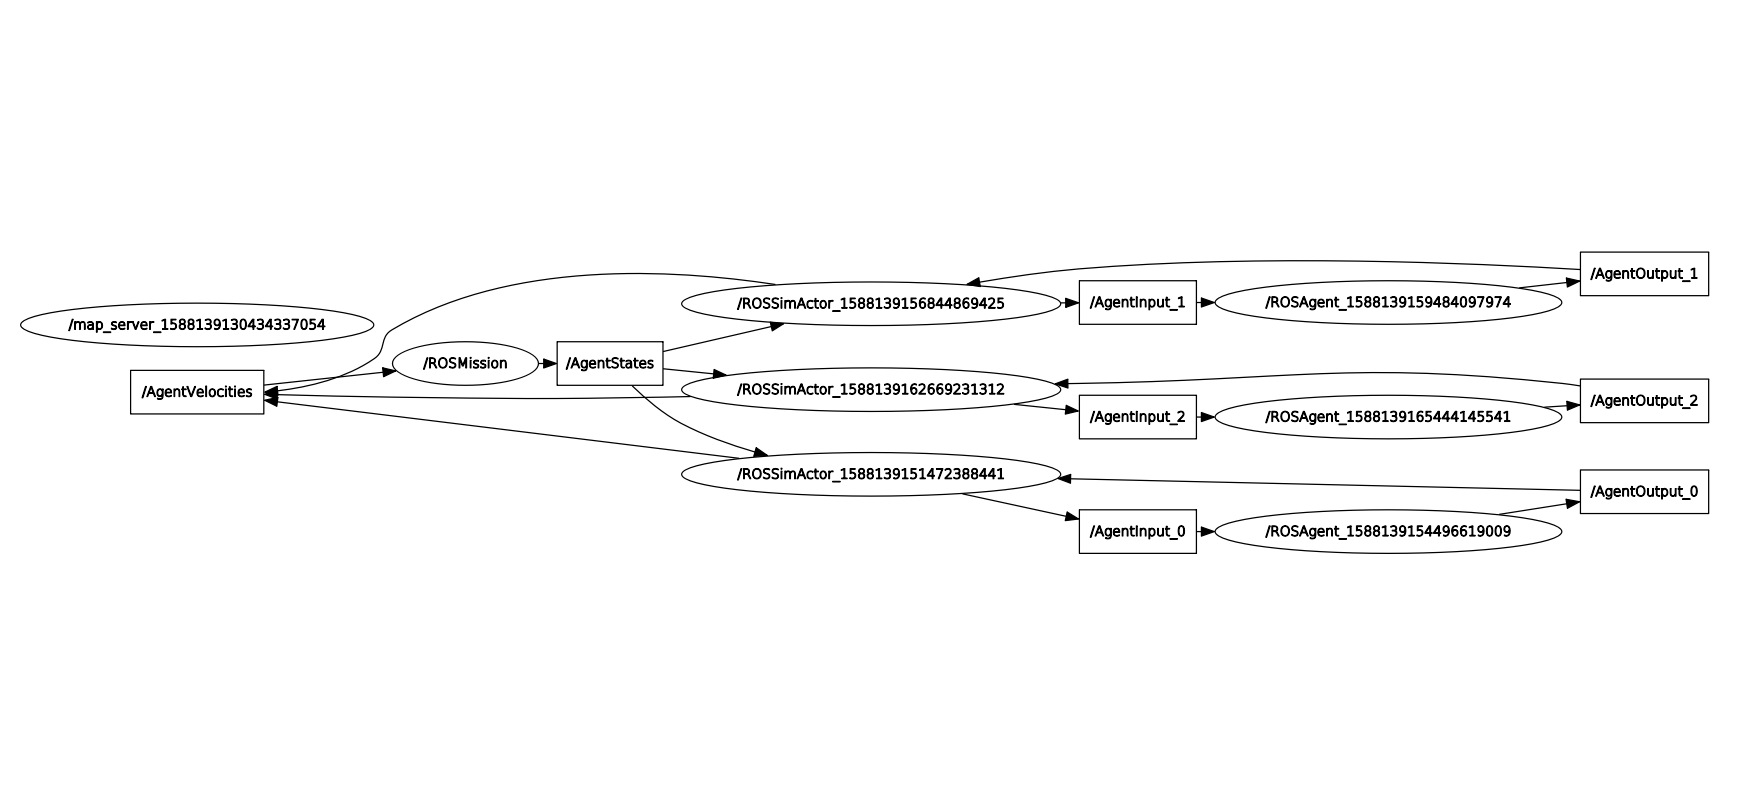 /AgentOutput_1
/ROSSimActor_1588139156844869425
/AgentInput_1
/ROSAgent_1588139159484097974
/map_server_1588139130434337054
/ROSMission
/AgentStates
/AgentVelocities
/ROSSimActor_1588139162669231312
/AgentOutput_2
/AgentInput_2
/ROSAgent_1588139165444145541
/ROSSimActor_1588139151472388441
/AgentOutput_0
/AgentInput_0
/ROSAgent_1588139154496619009